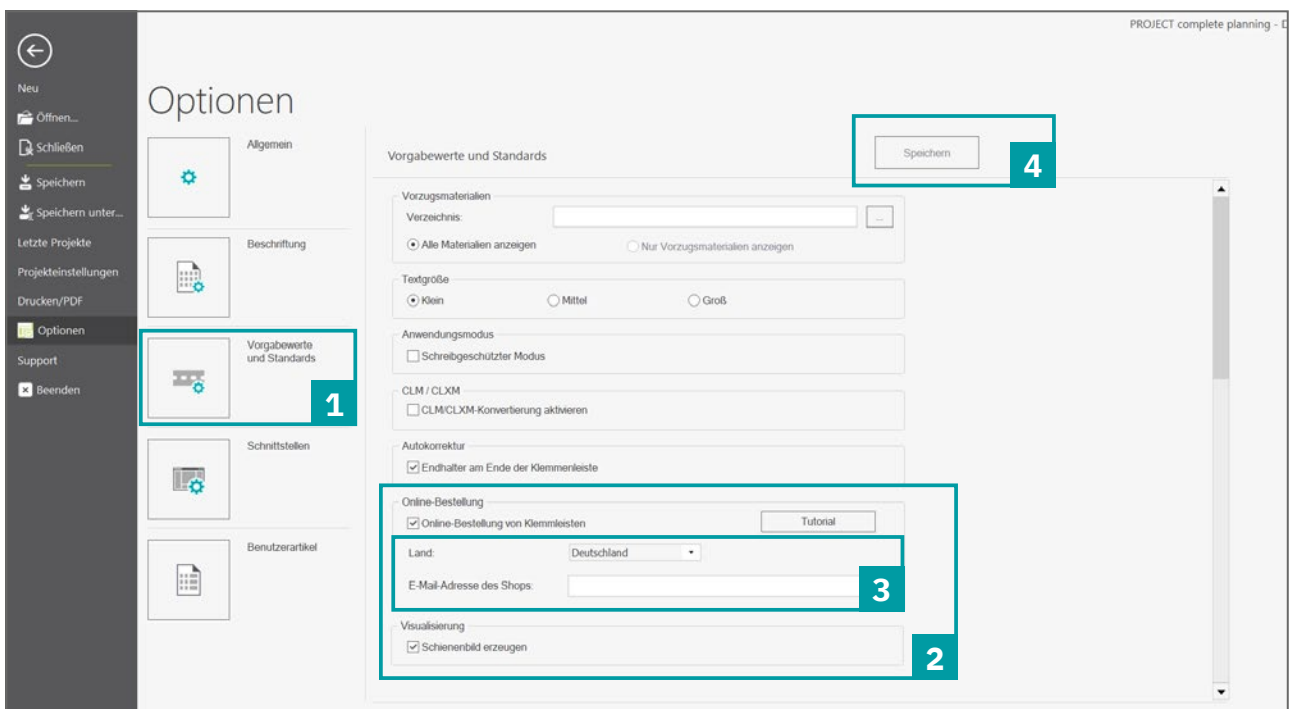 PROJECT complete planning - D
Neu
Öffnen...
Schließen
Speichern
Speichern unter...
Letzte Projekte
Projekteinstellungen
Drucken/PDF
Optionen
Support
Beenden
Optionen
Allgemein
Beschriftung
Vorgabewerte
und Standards
1
Schnittstellen
Benutzerartikel
Vorgabewerte und Standards
Speichern
4
Vorzugsmaterialien
Verzeichnis:
...
Alle Materialien anzeigen
Nur Vorzugsmaterialien anzeigen
Textgröße
Klein
Mittel
Groß
Anwendungsmodus
Schreibgeschützter Modus
CLM / CLXM
CLM/CLXM-Konvertierung aktivieren
Autokorrektur
Endhalter am Ende der Klemmenleiste
Online-Bestellung
Online-Bestellung von Klemmleisten
Tutorial
Land:
Deutschland
E-Mail-Adresse des Shops:
3
Visualisierung
Schienenbild erzeugen
2